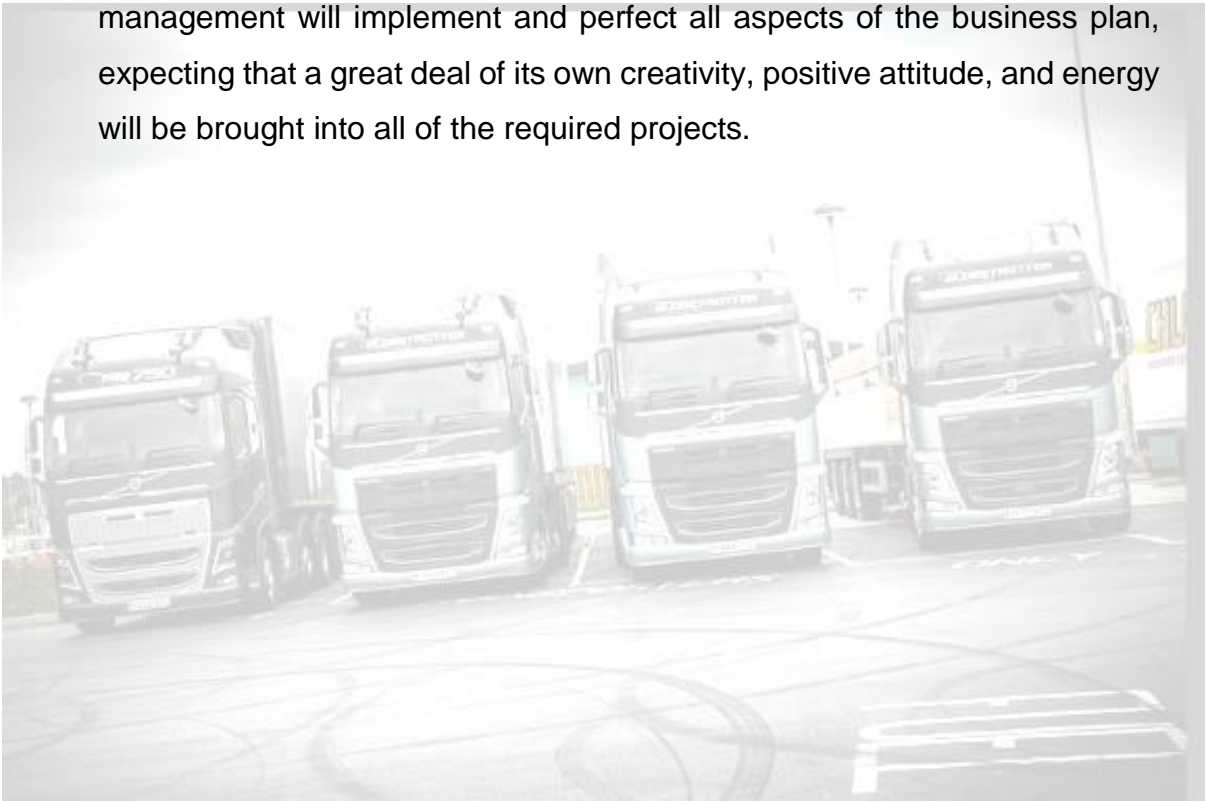 management will implement and perfect all aspects of the business plan,
expecting that a great deal of its own creativity, positive attitude, and energy
will be brought into all of the required projects.
750